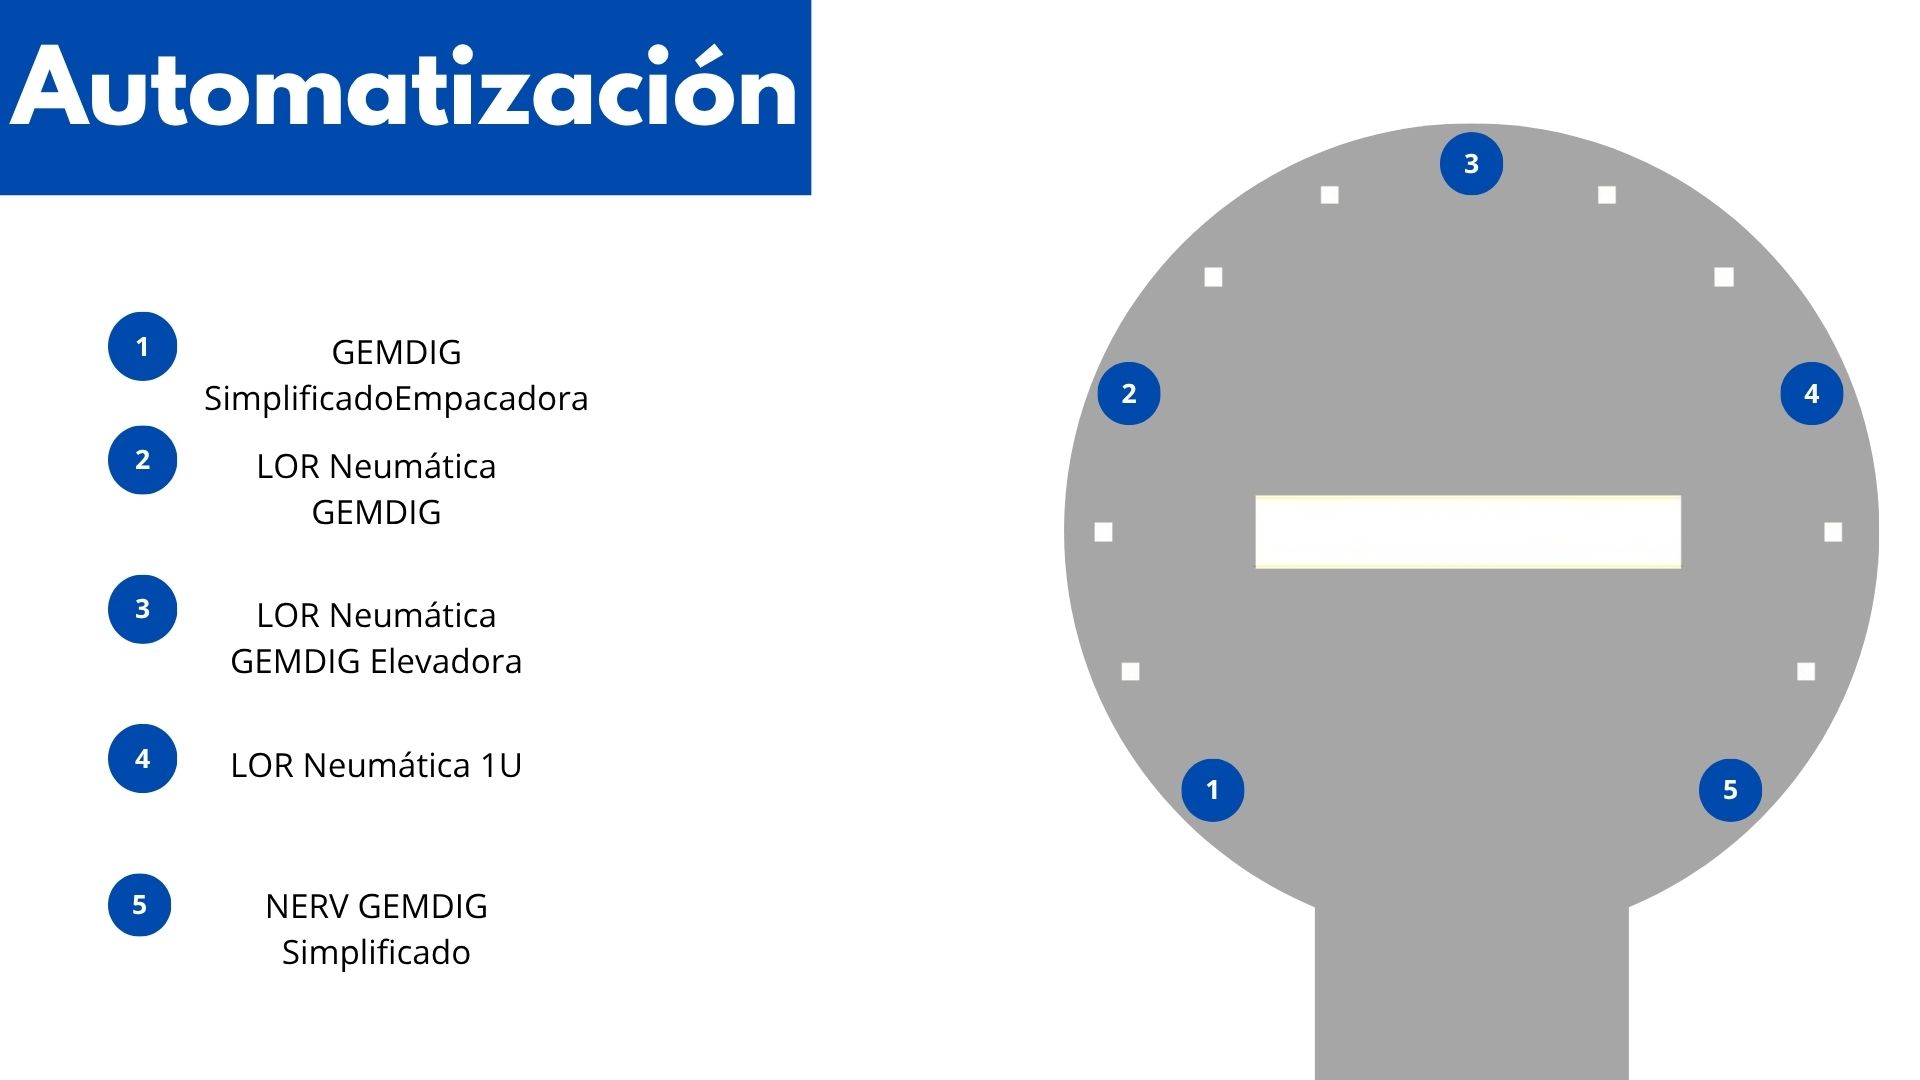 Automatización
1
GEMDIG
SimplificadoEmpacadora
2
LOR Neumática
GEMDIG
3
LOR Neumática
GEMDIG Elevadora
4
LOR Neumática 1U
5
NERV GEMDIG
Simplificado
3
2
4
1
5